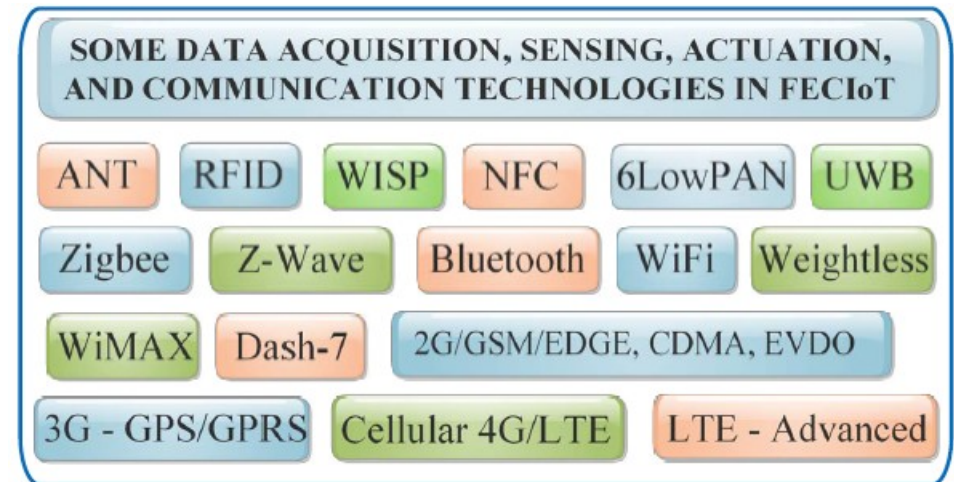 SOME DATA ACQUISITION, SENSING, ACTUATION,
AND COMMUNICATION TECHNOLOGIES IN FECIoT
ANT RFID WISP NFC 6LowPAN UWB
Zigbee Z-Wave Bluetooth WiFi Weightless
WiMAX Dash-7 2G/GSM/EDGE, CDMA, EVDO
3G - GPS/GPRS Cellular 4G/LTE LTE - Advanced